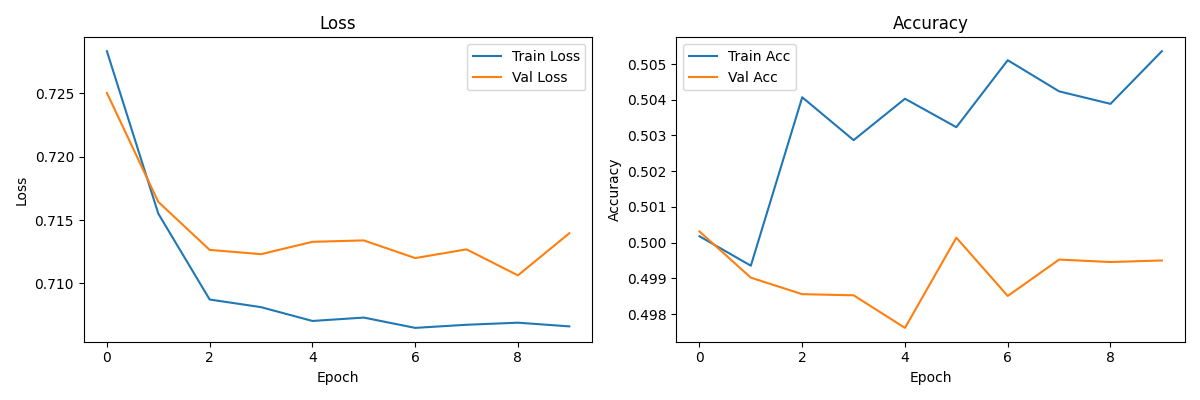 Loss
Train Loss
Val Loss
0.725
0.720
0.715
0.710
Loss
0
2
4
6
8
Epoch
Accuracy
Train Acc
Val Acc
0.505
0.504
0.503
0.502
0.501
0.500
0.499
0.498
Accuracy
0
2
4
6
8
Epoch